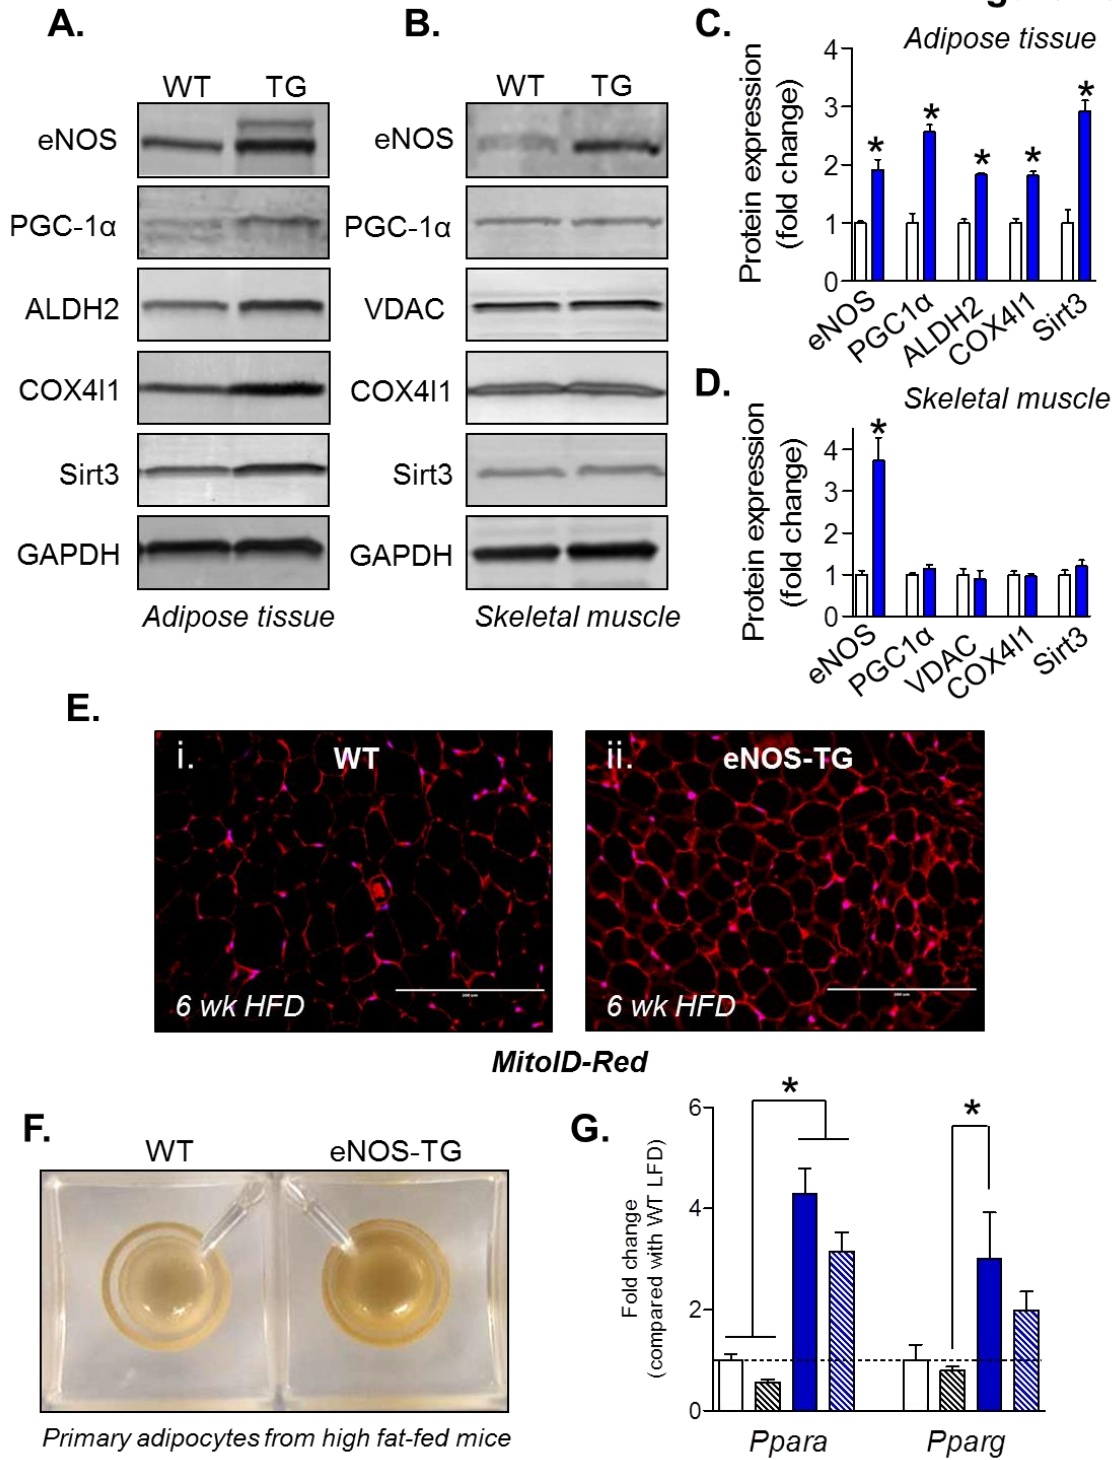 A.
WT TG
eNOS
PGC-1α
ALDH2
COX4I1
Sirt3
GAPDH
Adipose tissue
B.
WT TG
eNOS
PGC-1α
VDAC
COX4I1
Sirt3
GAPDH
Skeletal muscle
C.
Adipose tissue
Protein expression
(fold change)
4
3
2
1
0
* * * * *
eNOS PGC1α ALDH2 COX4I1 Sirt3
D.
Skeletal muscle
Protein expression
(fold change)
4
3
2
1
0
*
eNOS PGC1α VDAC COX4I1 Sirt3
E.
i. WT
6 wk HFD
ii. eNOS-TG
MitoID-Red
F.
WT eNOS-TG
Primary adipocytes from high fat-fed mice
G.
Fold change
(compared with WT LFD)
6
4
2
0
* *
Ppara Pparg